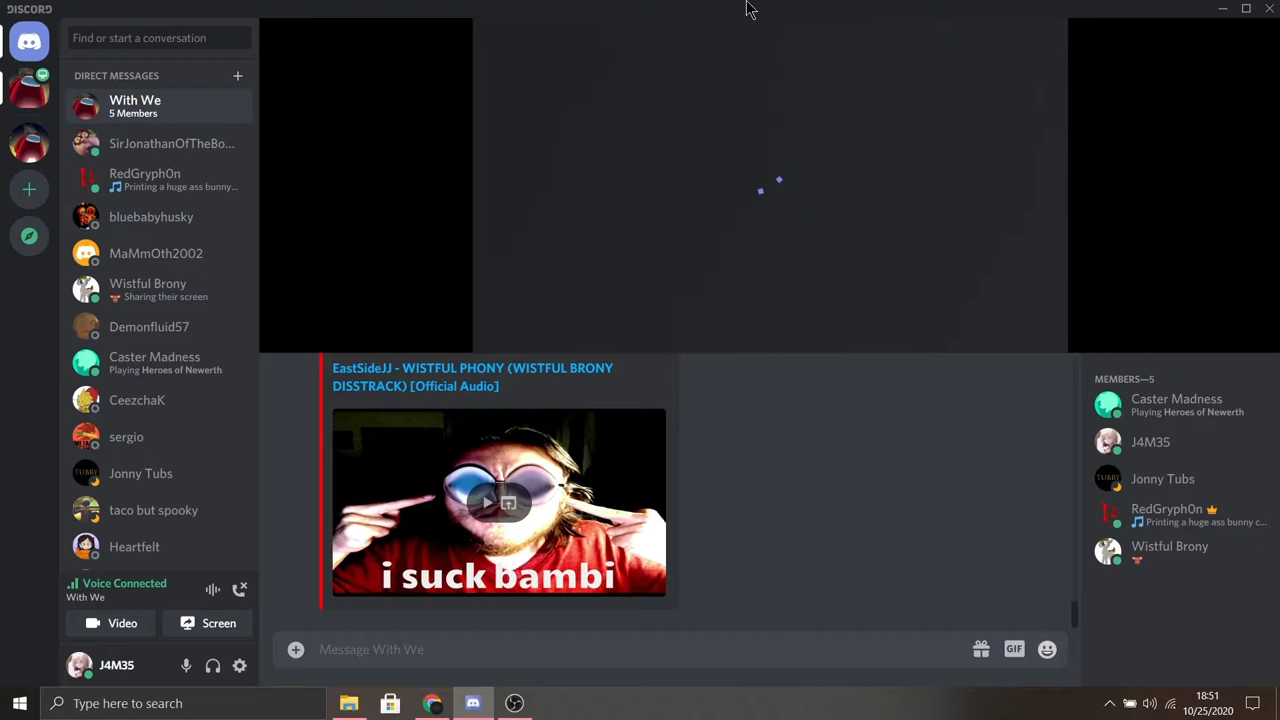 DISCORD
Find or start a conversation
DIRECT MESSAGES
With We
5 Members
SirJonathanOfTheBo...
RedGryph0n
Printing a huge ass bunny...
bluebabyhusky
MaMmOth2002
Wistful Brony
Sharing their screen
Demonfluid57
Caster Madness
Playing Heroes of Newerth
CeezchaK
sergio
TUBBY
Jonny Tubs
taco but spooky
Heartfelt
Voice Connected
With We
Video
Screen
J4M35
EastSideJJ - WISTFUL PHONY (WISTFUL BRONY
DISSTRACK) [Official Audio]
i suck bambi
Message With We
GIF
MEMBERS—5
Caster Madness
Playing Heroes of Newerth
J4M35
TUBBY
Jonny Tubs
RedGryph0n
Printing a huge ass bunny c...
Wistful Brony
Type here to search
18:51
10/25/2020